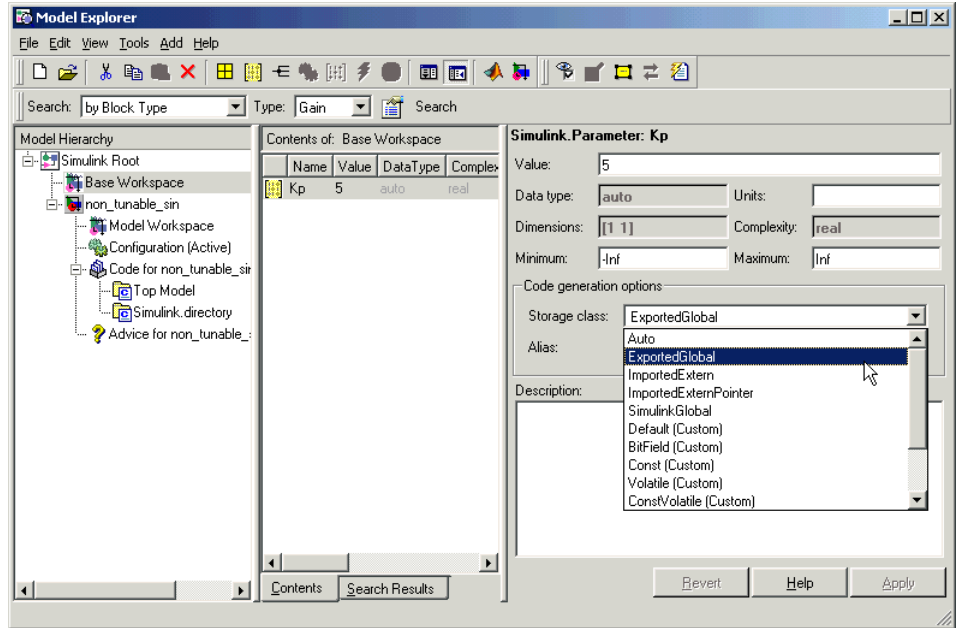 Model Explorer
File Edit View Tools Add Help
Search: by Block Type Type: Gain Search
Model Hierarchy
Simulink Root
Base Workspace
non_tunable_sin
Model Workspace
Configuration (Active)
Code for non_tunable_sin
Top Model
Simulink.directory
Advice for non_tunable_
Contents of: Base Workspace
Name Value DataType Complex
Kp 5 auto real
Contents Search Results
Simulink.Parameter: Kp
Value: 5
Data type: auto Units:
Dimensions: [1 1] Complexity: real
Minimum: -Inf Maximum: Inf
Code generation options
Storage class: ExportedGlobal
Alias:
Auto
ExportedGlobal
ImportedExtern
ImportedExternPointer
SimulinkGlobal
Default (Custom)
BitField (Custom)
Const (Custom)
Volatile (Custom)
ConstVolatile (Custom)
Description:
Revert Help Apply